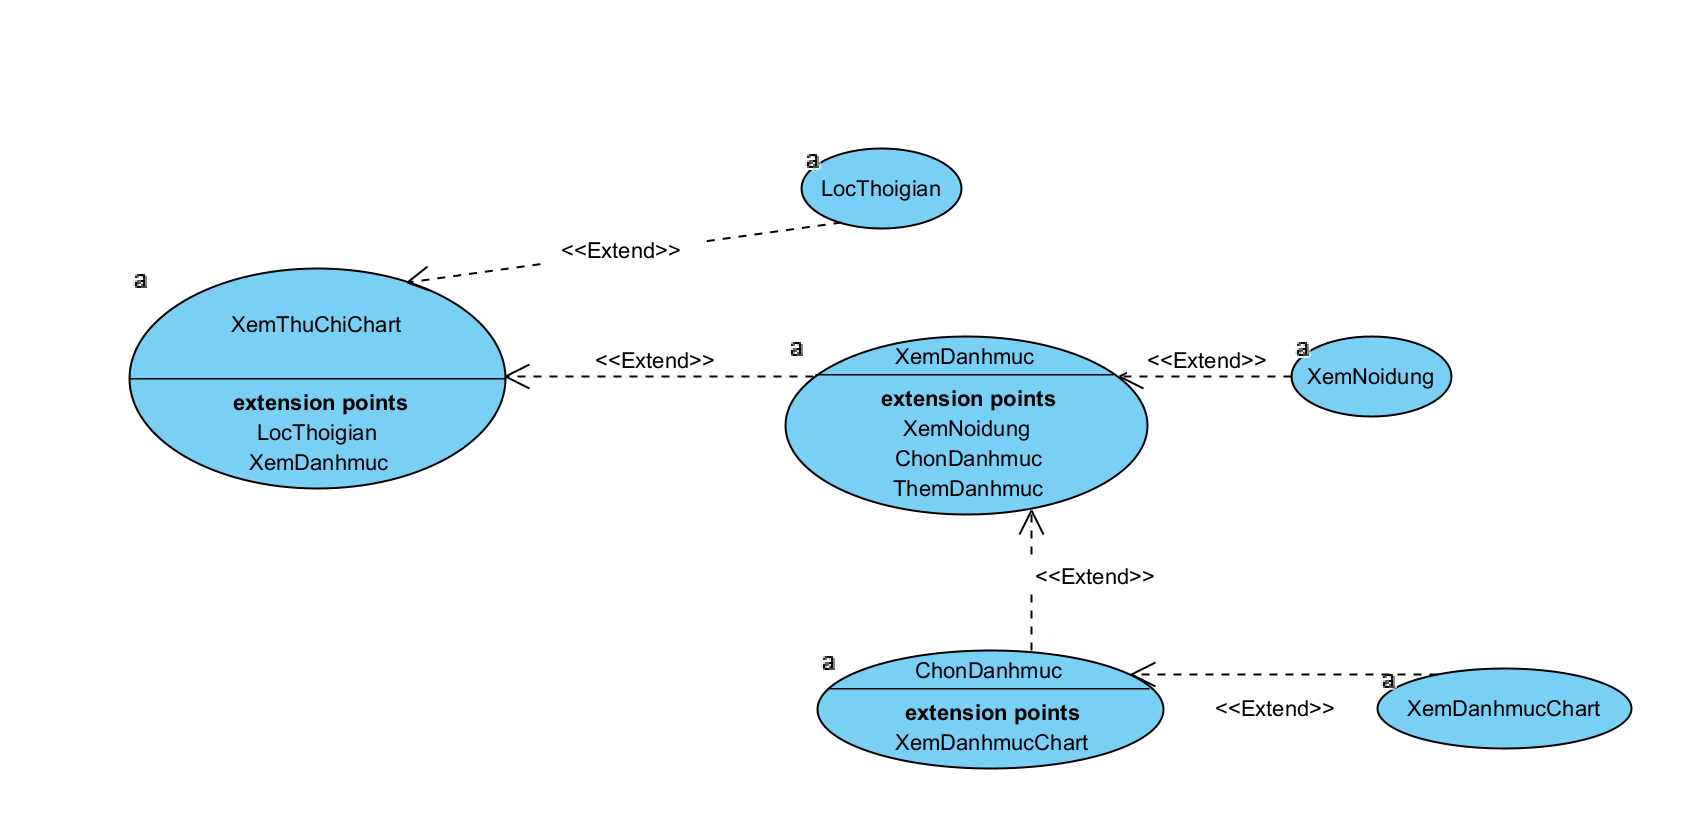 a
LocThoigian
<<Extend>>
a
XemThuChiChart
extension points
LocThoigian
XemDanhmuc
<<Extend>>
a
XemDanhmuc
extension points
XemNoidung
ChonDanhmuc
ThemDanhmuc
<<Extend>>
a
XemNoidung
<<Extend>>
a
ChonDanhmuc
extension points
XemDanhmucChart
<<Extend>>
a
XemDanhmucChart